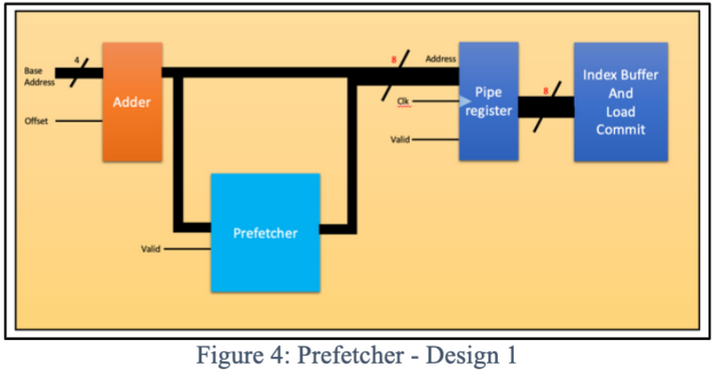 4
Base
Address
Offset
Adder
Valid
Prefetcher
8
Address
Clk
Valid
Pipe
register
8
Index Buffer
And
Load
Commit
Figure 4: Prefetcher - Design 1